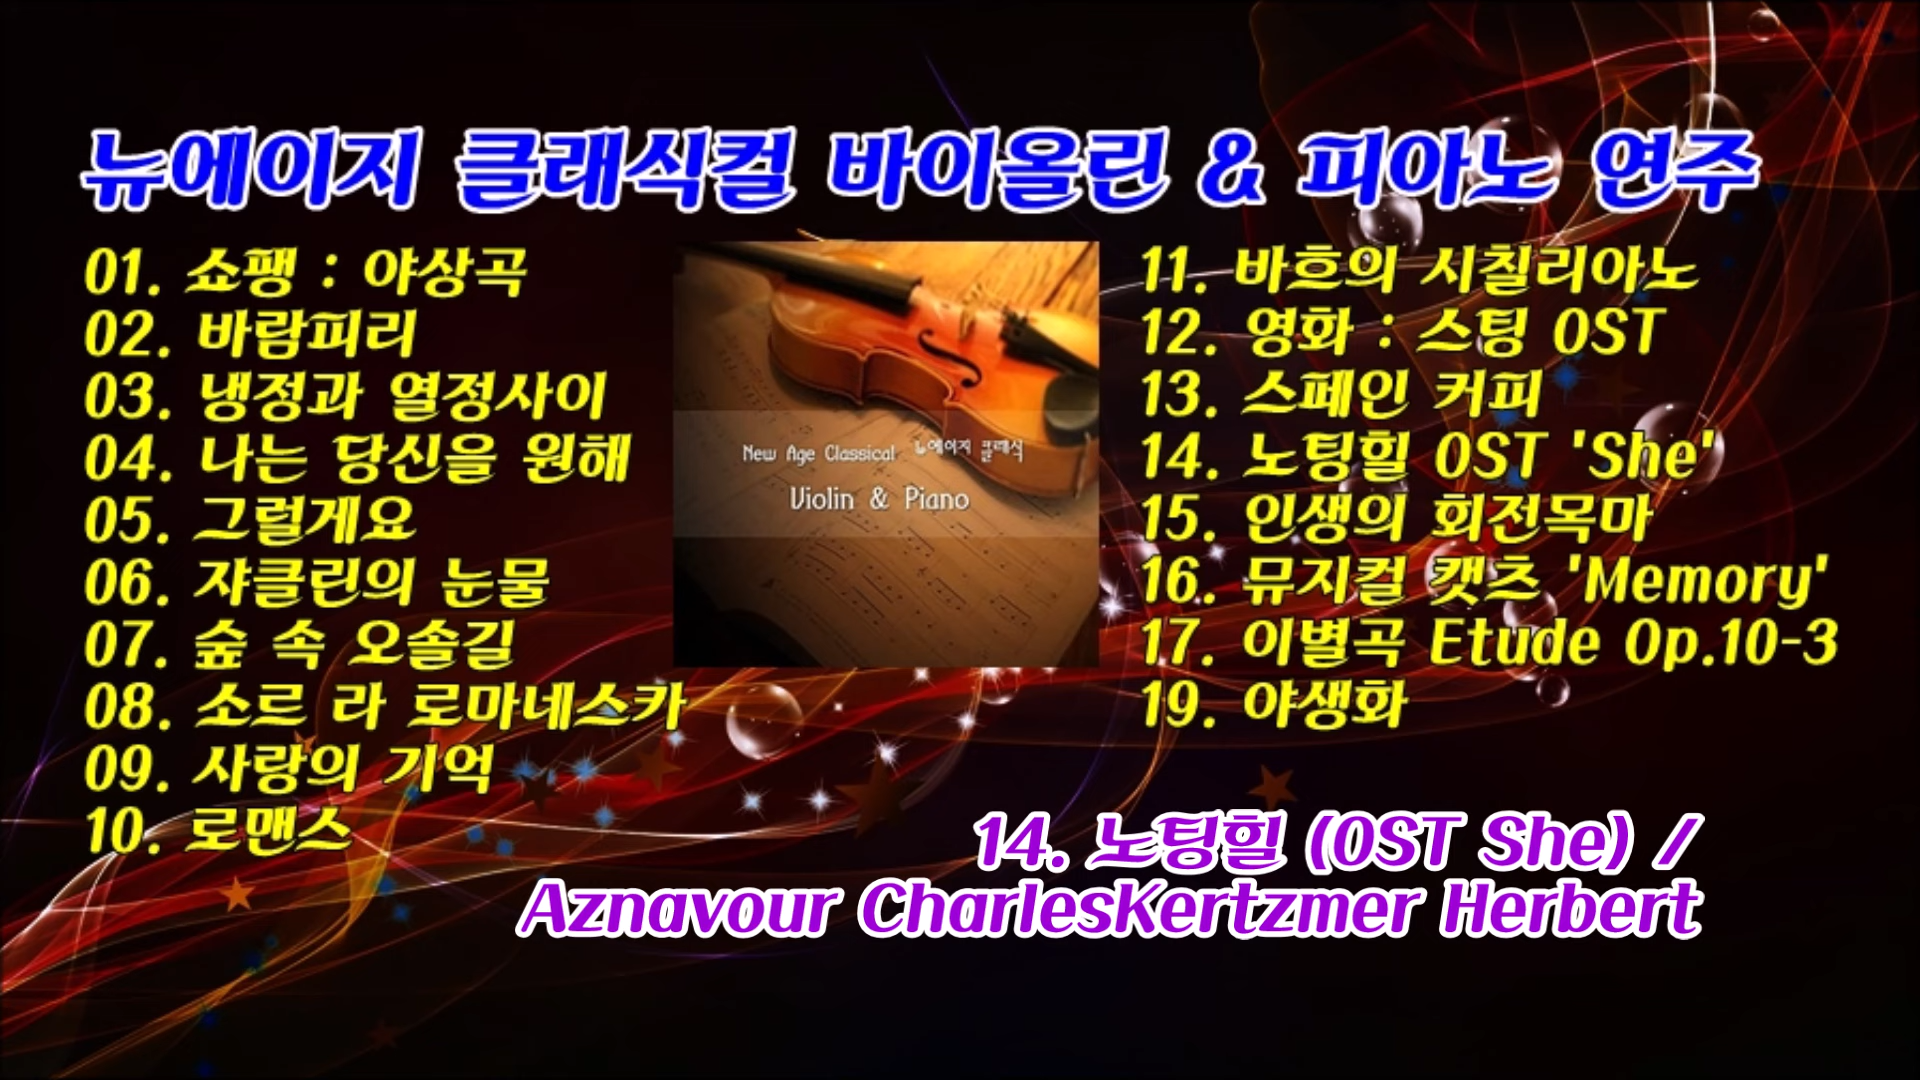 뉴에이지 클래식컬 바이올린 & 피아노 연주
01. 쇼팽 : 야상곡
02. 바람피리
03. 냉정과 열정사이
04. 나는 당신을 원해
05. 그럴게요
06. 쟈클린의 눈물
07. 숲 속 오솔길
08. 소르 라 로마네스카
09. 사랑의 기억
10. 로맨스
New Age Classical 뉴에이지 클래식
Violin & Piano
11. 바흐의 시칠리아노
12. 영화 : 스팅 OST
13. 스페인 커피
14. 노팅힐 OST 'She'
15. 인생의 회전목마
16. 뮤지컬 캣츠 'Memory'
17. 이별곡 Etude Op.10-3
19. 야생화
14. 노팅힐 (OST She) /
Aznavour CharlesKertzmer Herbert